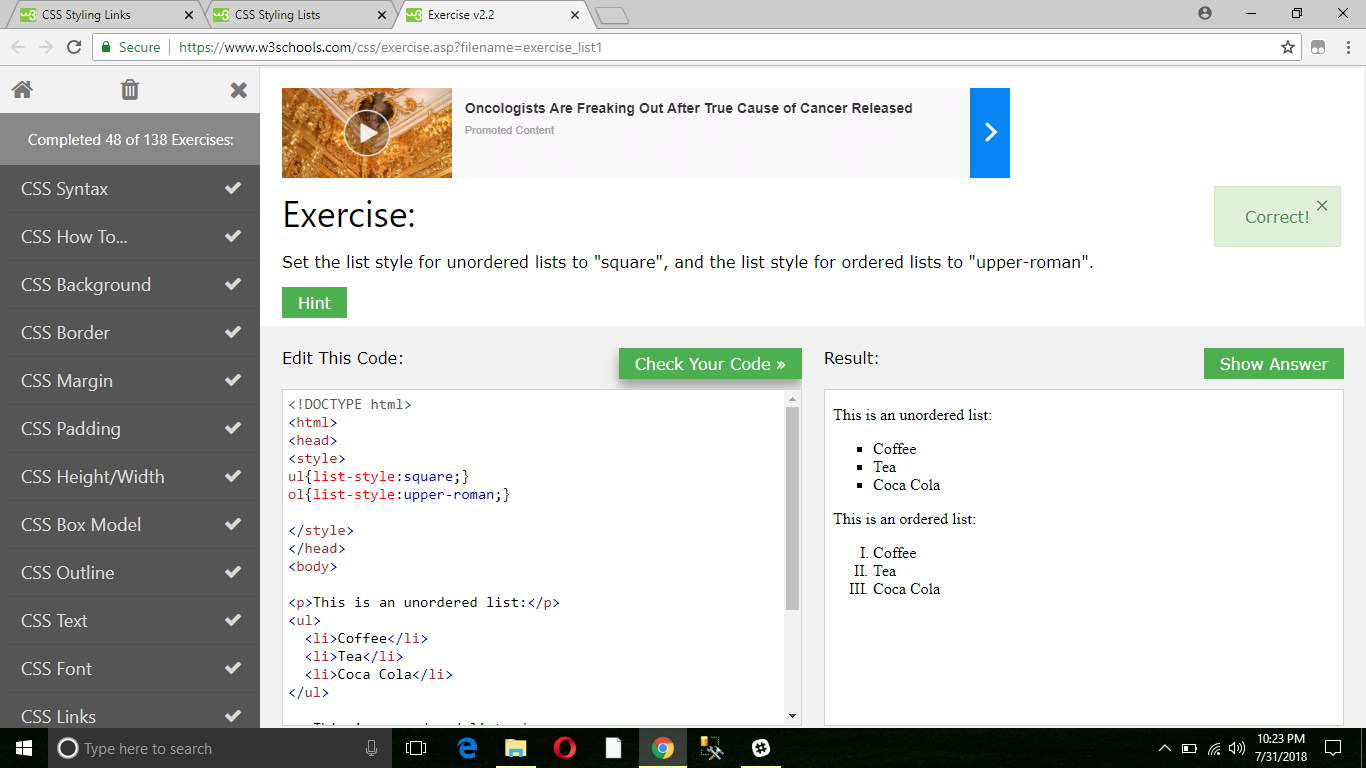 CSS Styling Links
CSS Styling Lists
Exercise v2.2
Secure
https://www.w3schools.com/css/exercise.asp?filename=exercise_list1
Completed 48 of 138 Exercises:
CSS Syntax
CSS How To...
CSS Background
CSS Border
CSS Margin
CSS Padding
CSS Height/Width
CSS Box Model
CSS Outline
CSS Text
CSS Font
CSS Links
Oncologists Are Freaking Out After True Cause of Cancer Released
Promoted Content
Exercise:
Correct!
Set the list style for unordered lists to "square", and the list style for ordered lists to "upper-roman".
Hint
Edit This Code:
Check Your Code »
<!DOCTYPE html>
<html>
<head>
<style>
ul{list-style:square;}
ol{list-style:upper-roman;}
</style>
</head>
<body>
<p>This is an unordered list:</p>
<ul>
<li>Coffee</li>
<li>Tea</li>
<li>Coca Cola</li>
</ul>
Result:
Show Answer
This is an unordered list:
Coffee
Tea
Coca Cola
This is an ordered list:
I. Coffee
II. Tea
III. Coca Cola
Type here to search
10:23 PM
7/31/2018